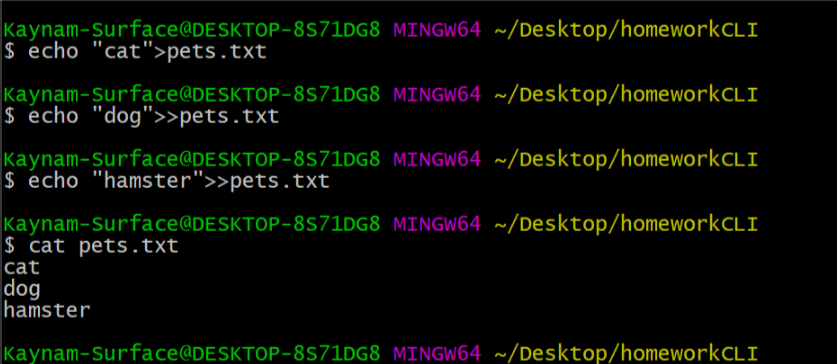 Kaynam-Surface@DESKTOP-8S71DG8 MINGW64 ~/Desktop/homeworkCLI
$ echo "cat">pets.txt
Kaynam-Surface@DESKTOP-8S71DG8 MINGW64 ~/Desktop/homeworkCLI
$ echo "dog">>pets.txt
Kaynam-Surface@DESKTOP-8S71DG8 MINGW64 ~/Desktop/homeworkCLI
$ echo "hamster">>pets.txt
Kaynam-Surface@DESKTOP-8S71DG8 MINGW64 ~/Desktop/homeworkCLI
$ cat pets.txt
cat
dog
hamster
Kaynam-Surface@DESKTOP-8S71DG8 MINGW64 ~/Desktop/homeworkCLI